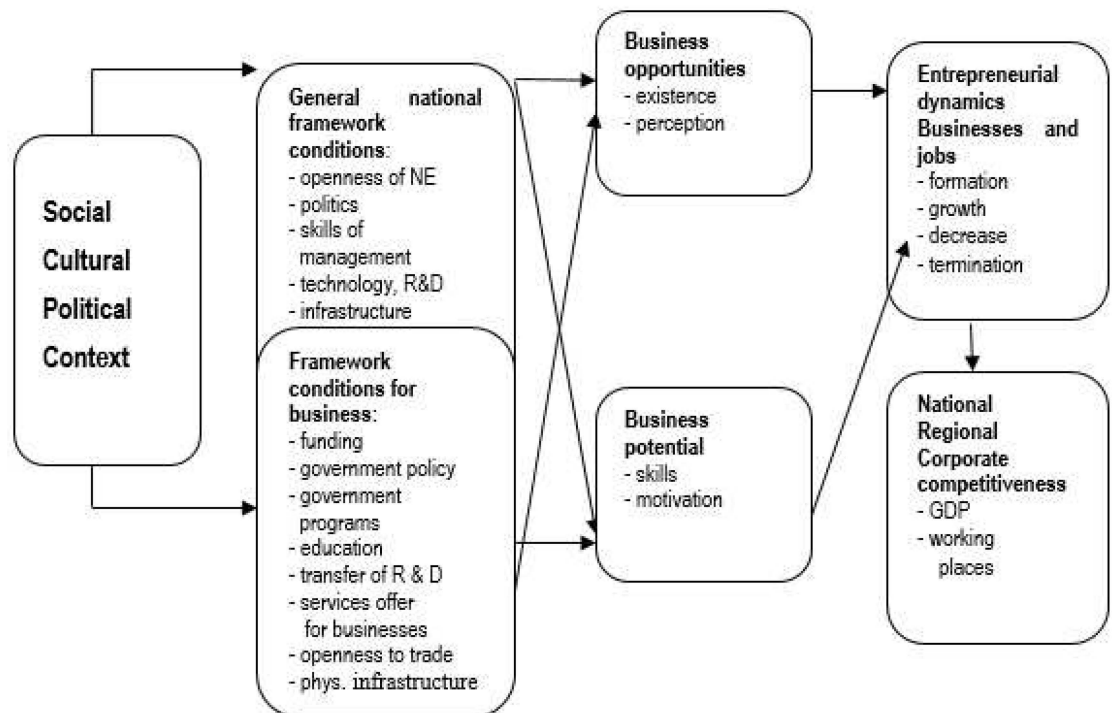 Social
Cultural
Political
Context
General national
framework
conditions:
- openness of NE
- politics
- skills of
management
- technology, R&D
- infrastructure
Framework
conditions for
business:
- funding
- government policy
- government
programs
- education
- transfer of R & D
- services offer
for businesses
- openness to trade
- phys. infrastructure
Business
opportunities
- existence
- perception
Business
potential
- skills
- motivation
Entrepreneurial
dynamics
Businesses and
jobs
- formation
- growth
- decrease
- termination
National
Regional
Corporate
competitiveness
- GDP
- working
places